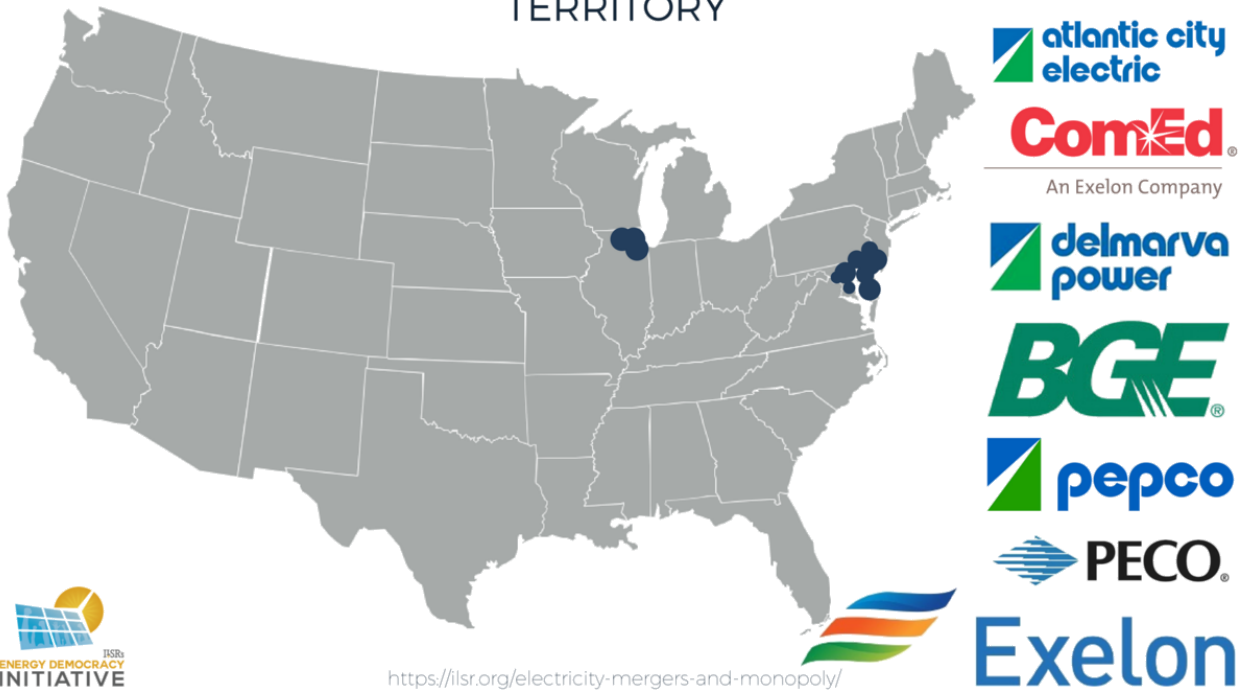 TERRITORY
atlantic city
electric
ComEd®
An Exelon Company
delmarva
power
BGE®
pepco
PECO®
Exelon
ILSR's
ENERGY DEMOCRACY
INITIATIVE
https://ilsr.org/electricity-mergers-and-monopoly/